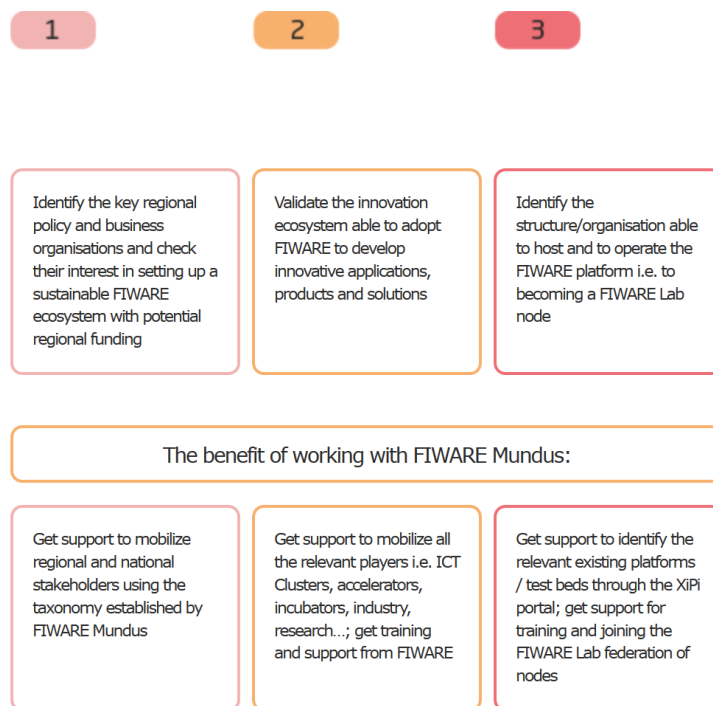 1
2
3
Identify the key regional
policy and business
organisations and check
their interest in setting up a
sustainable FIWARE
ecosystem with potential
regional funding
Validate the innovation
ecosystem able to adopt
FIWARE to develop
innovative applications,
products and solutions
Identify the
structure/organisation able
to host and to operate the
FIWARE platform i.e. to
becoming a FIWARE Lab
node
The benefit of working with FIWARE Mundus:
Get support to mobilize
regional and national
stakeholders using the
taxonomy established by
FIWARE Mundus
Get support to mobilize all
the relevant players i.e. ICT
Clusters, accelerators,
incubators, industry,
research...; get training
and support from FIWARE
Get support to identify the
relevant existing platforms
/ test beds through the XiPi
portal; get support for
training and joining the
FIWARE Lab federation of
nodes